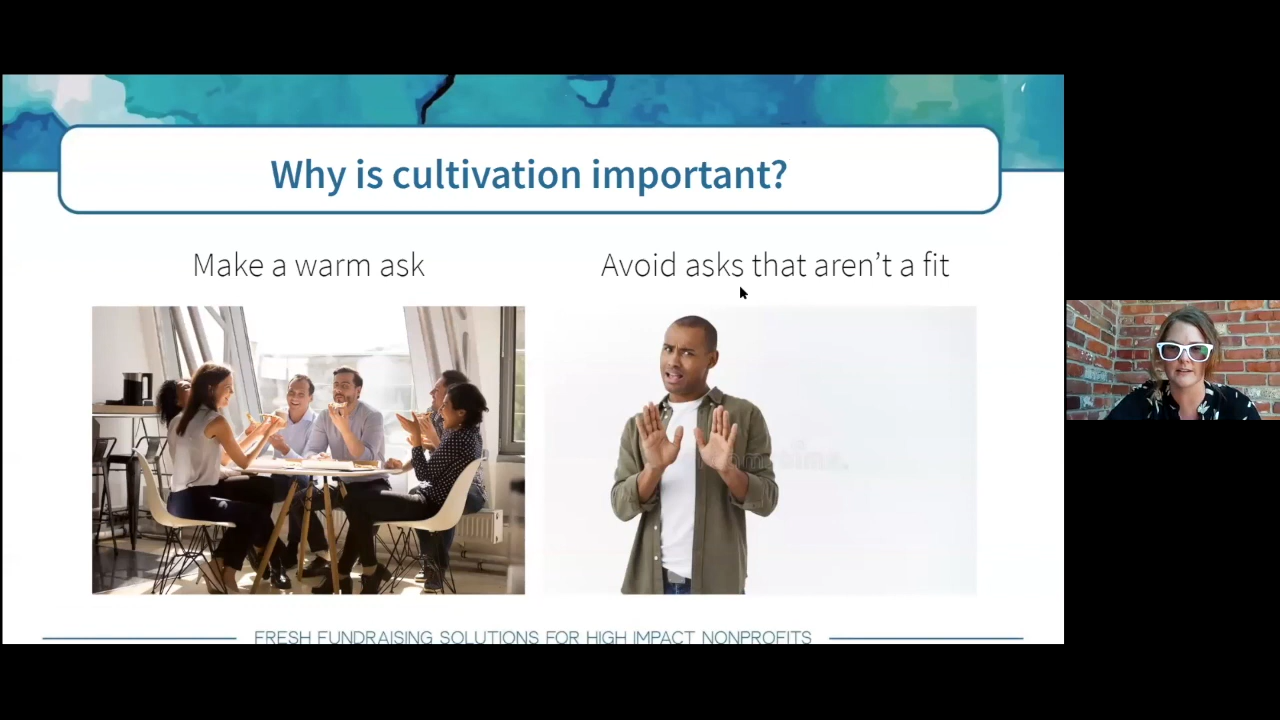 Why is cultivation important?
Make a warm ask
Avoid asks that aren't a fit
FRESH FUNDRAISING SOLUTIONS FOR HIGH IMPACT NONPROFITS